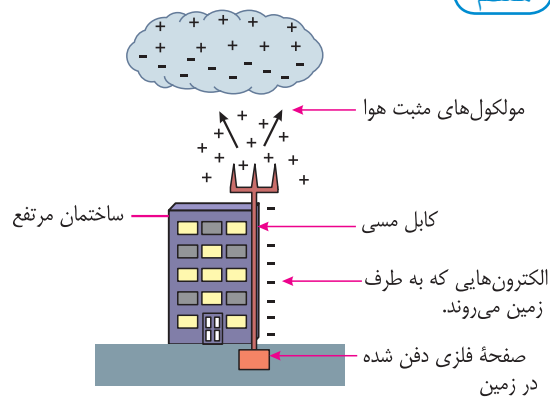 مولکول‌های مثبت هوا
ساختمان مرتفع
کابل مسی
الکترون‌هایی که به طرف
زمین می‌روند.
صفحهٔ فلزی دفن شده
در زمین